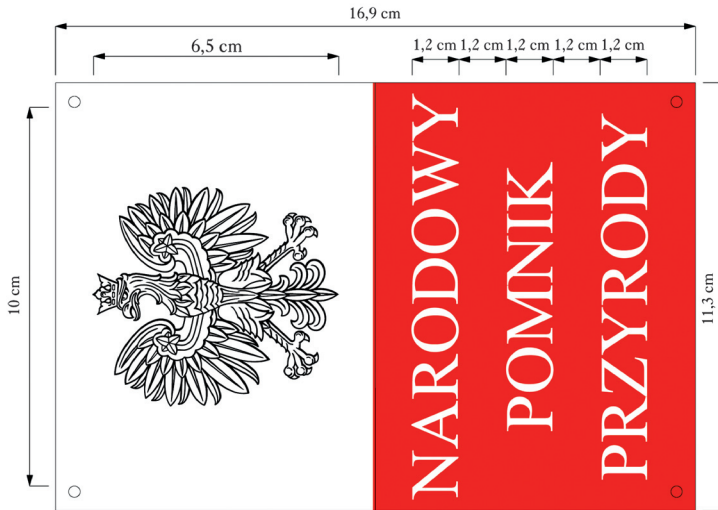 16,9 cm
6,5 cm
1,2 cm 1,2 cm 1,2 cm 1,2 cm 1,2 cm
10 cm
11,3 cm
NARODOWY
POMNIK
PRZYRODY